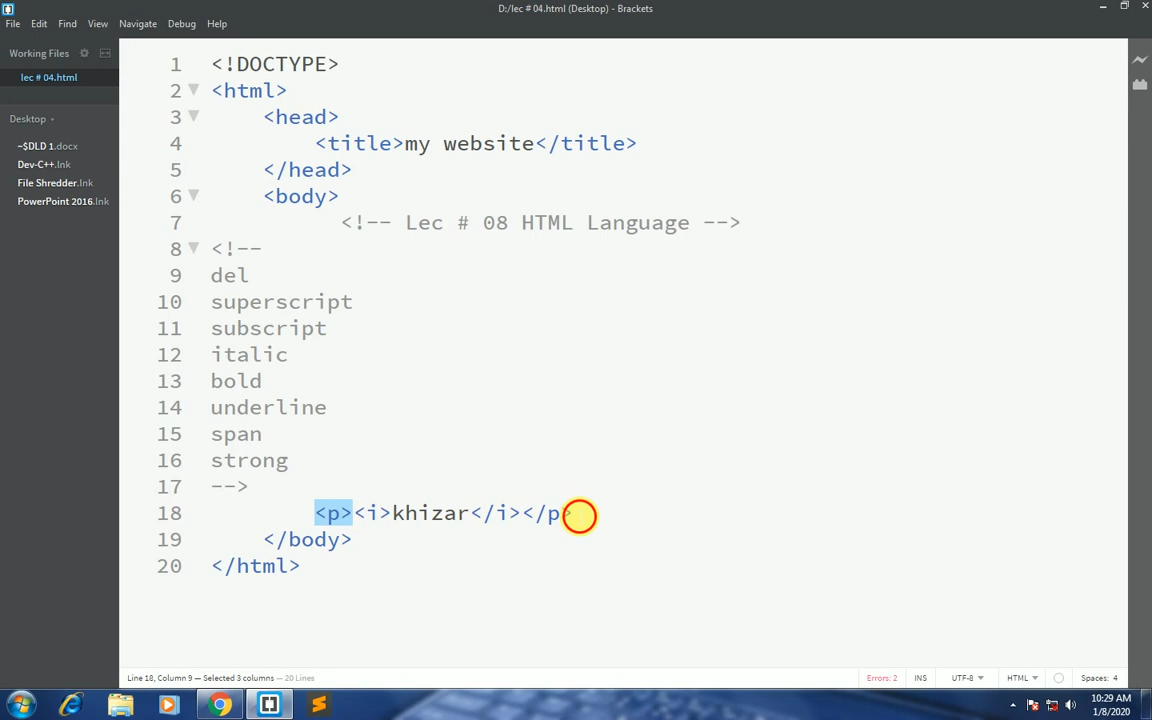 D:/lec # 04.html (Desktop) - Brackets
File Edit Find View Navigate Debug Help
Working Files
lec # 04.html
Desktop
~$DLD 1.docx
Dev-C++.lnk
File Shredder.lnk
PowerPoint 2016.lnk
1 <!DOCTYPE>
2 <html>
3 <head>
4 <title>my website</title>
5 </head>
6 <body>
7 <!-- Lec # 08 HTML Language -->
8 <!--
9 del
10 superscript
11 subscript
12 italic
13 bold
14 underline
15 span
16 strong
17 -->
18 <p><i>khizar</i></p>
19 </body>
20 </html>
Line 18, Column 9 — Selected 3 columns — 20 Lines
Errors: 2 INS UTF-8 HTML Spaces: 4
10:29 AM
1/8/2020